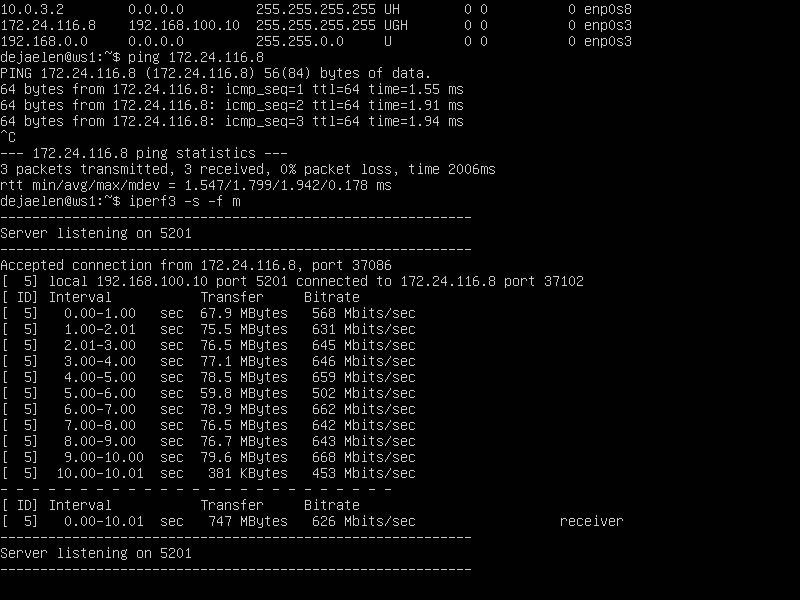 10.0.3.2        0.0.0.0         255.255.255.255 UH        0 0          0 enp0s8
172.24.116.8    192.168.100.10  255.255.255.255 UGH       0 0          0 enp0s3
192.168.0.0     0.0.0.0         255.255.0.0     U         0 0          0 enp0s3
dejaelen@ws1:~$ ping 172.24.116.8
PING 172.24.116.8 (172.24.116.8) 56(84) bytes of data.
64 bytes from 172.24.116.8: icmp_seq=1 ttl=64 time=1.55 ms
64 bytes from 172.24.116.8: icmp_seq=2 ttl=64 time=1.91 ms
64 bytes from 172.24.116.8: icmp_seq=3 ttl=64 time=1.94 ms
^C
--- 172.24.116.8 ping statistics ---
3 packets transmitted, 3 received, 0% packet loss, time 2006ms
rtt min/avg/max/mdev = 1.547/1.799/1.942/0.178 ms
dejaelen@ws1:~$ iperf3 -s -f m
-----------------------------------------------------------
Server listening on 5201
-----------------------------------------------------------
Accepted connection from 172.24.116.8, port 37086
[  5] local 192.168.100.10 port 5201 connected to 172.24.116.8 port 37102
[ ID] Interval           Transfer     Bitrate
[  5]   0.00-1.00   sec  67.9 MBytes   568 Mbits/sec
[  5]   1.00-2.01   sec  75.5 MBytes   631 Mbits/sec
[  5]   2.01-3.00   sec  76.5 MBytes   645 Mbits/sec
[  5]   3.00-4.00   sec  77.1 MBytes   646 Mbits/sec
[  5]   4.00-5.00   sec  78.5 MBytes   659 Mbits/sec
[  5]   5.00-6.00   sec  59.8 MBytes   502 Mbits/sec
[  5]   6.00-7.00   sec  78.9 MBytes   662 Mbits/sec
[  5]   7.00-8.00   sec  76.5 MBytes   642 Mbits/sec
[  5]   8.00-9.00   sec  76.7 MBytes   643 Mbits/sec
[  5]   9.00-10.00  sec  79.6 MBytes   668 Mbits/sec
[  5]  10.00-10.01  sec   381 KBytes   453 Mbits/sec
- - - - - - - - - - - - - - - - - - - - - - - - -
[ ID] Interval           Transfer     Bitrate
[  5]   0.00-10.01  sec   747 MBytes   626 Mbits/sec                  receiver
-----------------------------------------------------------
Server listening on 5201
-----------------------------------------------------------